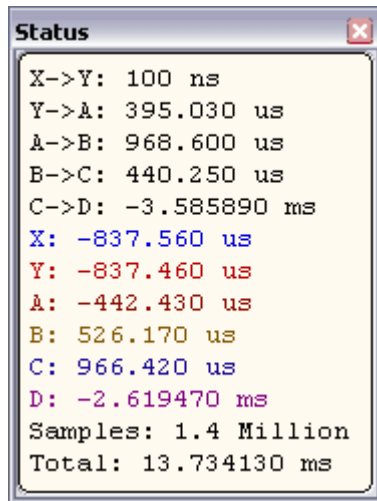 Status
X->Y: 100 ns
Y->A: 395.030 us
A->B: 968.600 us
B->C: 440.250 us
C->D: -3.585890 ms
X: -837.560 us
Y: -837.460 us
A: -442.430 us
B: 526.170 us
C: 966.420 us
D: -2.619470 ms
Samples: 1.4 Million
Total: 13.734130 ms